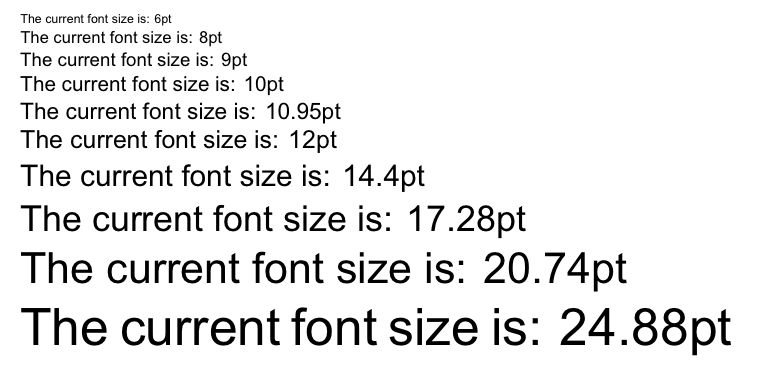 The current font size is: 6pt
The current font size is: 8pt
The current font size is: 9pt
The current font size is: 10pt
The current font size is: 10.95pt
The current font size is: 12pt
The current font size is: 14.4pt
The current font size is: 17.28pt
The current font size is: 20.74pt
The current font size is: 24.88pt